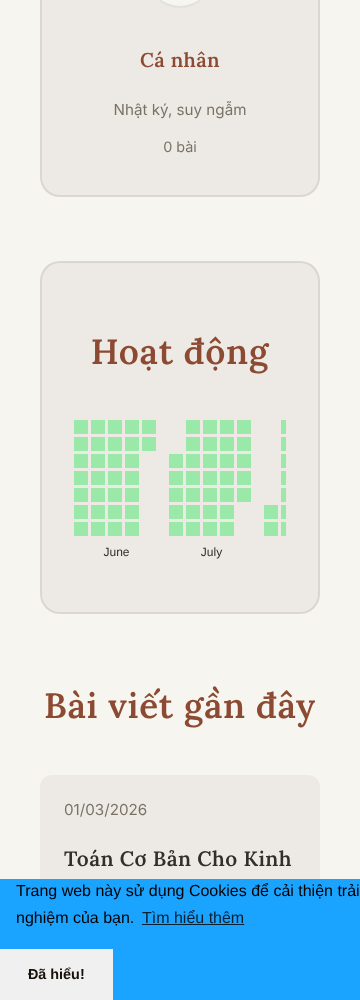 Cá nhân
Nhật ký, suy ngẫm
0 bài
Hoạt động
June
July
Bài viết gần đây
01/03/2026
Toán Cơ Bản Cho Kinh
Trang web này sử dụng Cookies để cải thiện trải
nghiệm của bạn. Tìm hiểu thêm
Đã hiểu!